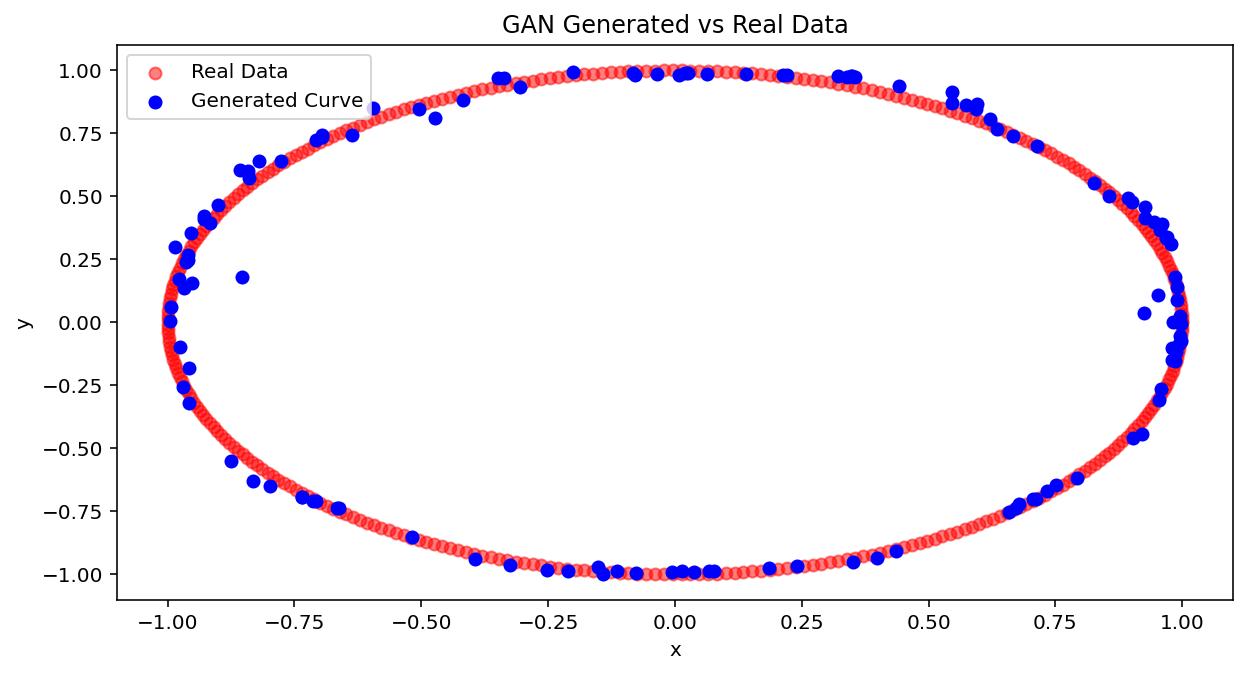 GAN Generated vs Real Data
Real Data
Generated Curve
1.00
0.75
0.50
0.25
0.00
−0.25
−0.50
−0.75
−1.00
y
−1.00 −0.75 −0.50 −0.25 0.00 0.25 0.50 0.75 1.00
x